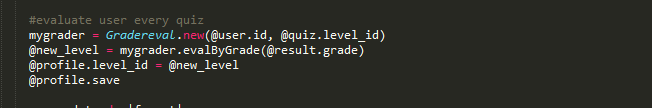 #evaluate user every quiz
mygrader = Gradereval.new(@user.id, @quiz.level_id)
@new_level = mygrader.evalByGrade(@result.grade)
@profile.level_id = @new_level
@profile.save